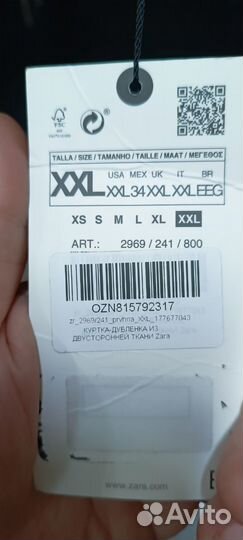 FSC
TALLA / SIZE / TAMANHO / TAILLE / MAAT / ΜΕΓΕΘΟΣ
USA MEX UK IT BR
XXL XXL 34 XXL XXL EEG
XS S M L XL XXL
ART.: 2969 / 241 / 800
OZN815792317
zr_2969/241_prvhna_XXL_177677043
КУРТКА-ДУБЛЕНКА ИЗ
ДВУСТОРОННЕЙ ТКАНИ Zara
www.zara.com
Avito